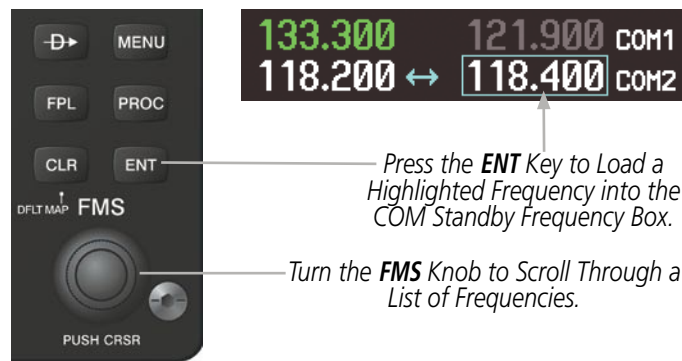 MENU
FPL PROC
CLR ENT
DFLT MAP FMS
PUSH CRSR
133.300 121.900 COM1
118.200 ↔ 118.400 COM2
Press the ENT Key to Load a
Highlighted Frequency into the
COM Standby Frequency Box.
Turn the FMS Knob to Scroll Through a
List of Frequencies.